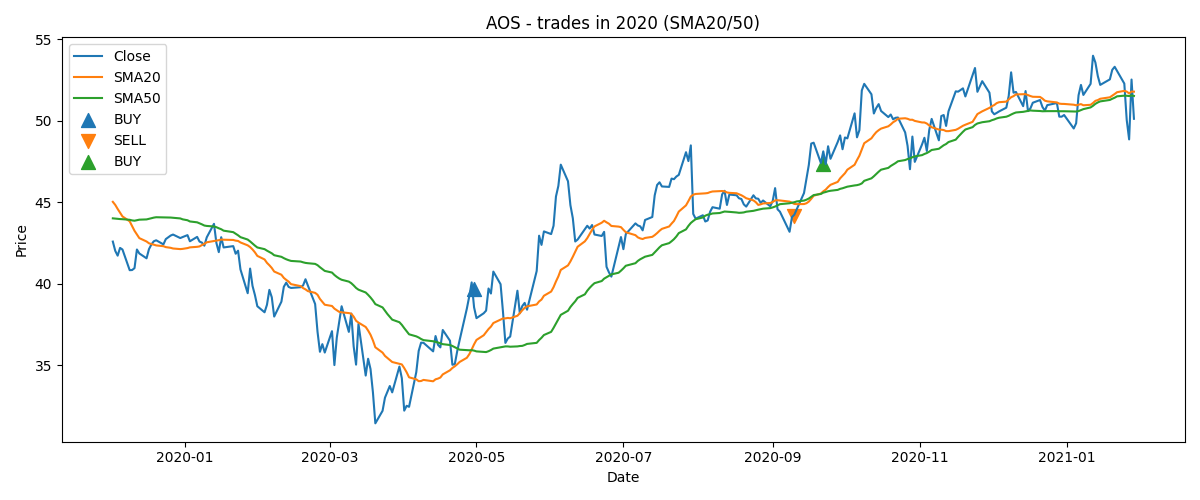 AOS - trades in 2020 (SMA20/50)
Price
55
50
45
40
35
Close
SMA20
SMA50
BUY
SELL
BUY
2020-01
2020-03
2020-05
2020-07
2020-09
2020-11
2021-01
Date